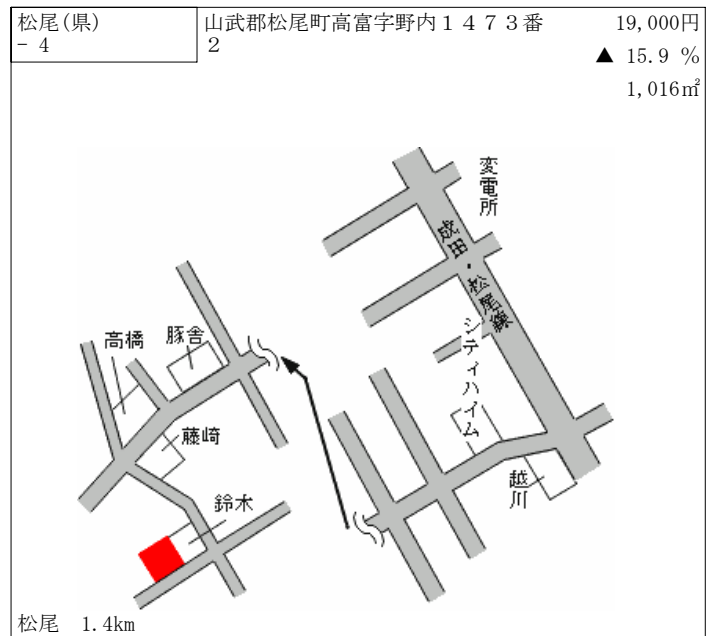 松尾(県)
− 4
山武郡松尾町高富字野内１４７３番
２
19,000円
▲ 15.9 %
1,016㎡
変電所
成田・松尾線
シティハイム
越川
高橋
豚舎
藤崎
鈴木
松尾 1.4km